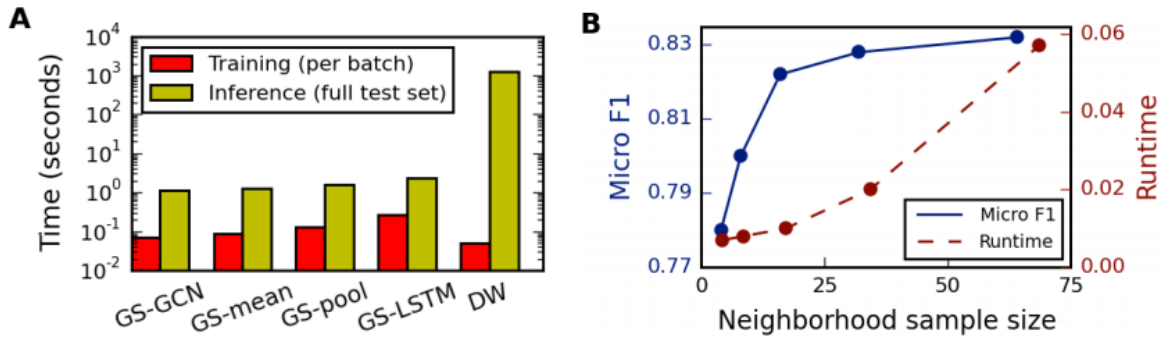 A
Time (seconds)
10^4
10^3
10^2
10^1
10^0
10^-1
10^-2
Training (per batch)
Inference (full test set)
GS-GCN
GS-mean
GS-pool
GS-LSTM
DW
B
Micro F1
0.83
0.81
0.79
0.77
0.06
0.04
0.02
0.00
Runtime
Micro F1
Runtime
0
25
50
75
Neighborhood sample size